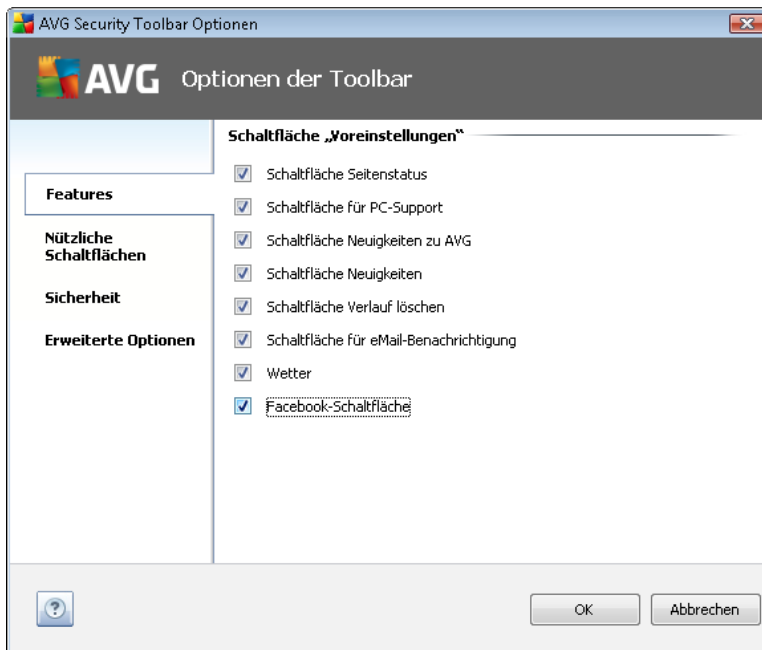 AVG Security Toolbar Optionen
AVG Optionen der Toolbar
Features
Nützliche
Schaltflächen
Sicherheit
Erweiterte Optionen
Schaltfläche „Voreinstellungen“
Schaltfläche Seitenstatus
Schaltfläche für PC-Support
Schaltfläche Neuigkeiten zu AVG
Schaltfläche Neuigkeiten
Schaltfläche Verlauf löschen
Schaltfläche für eMail-Benachrichtigung
Wetter
Facebook-Schaltfläche
?
OK
Abbrechen